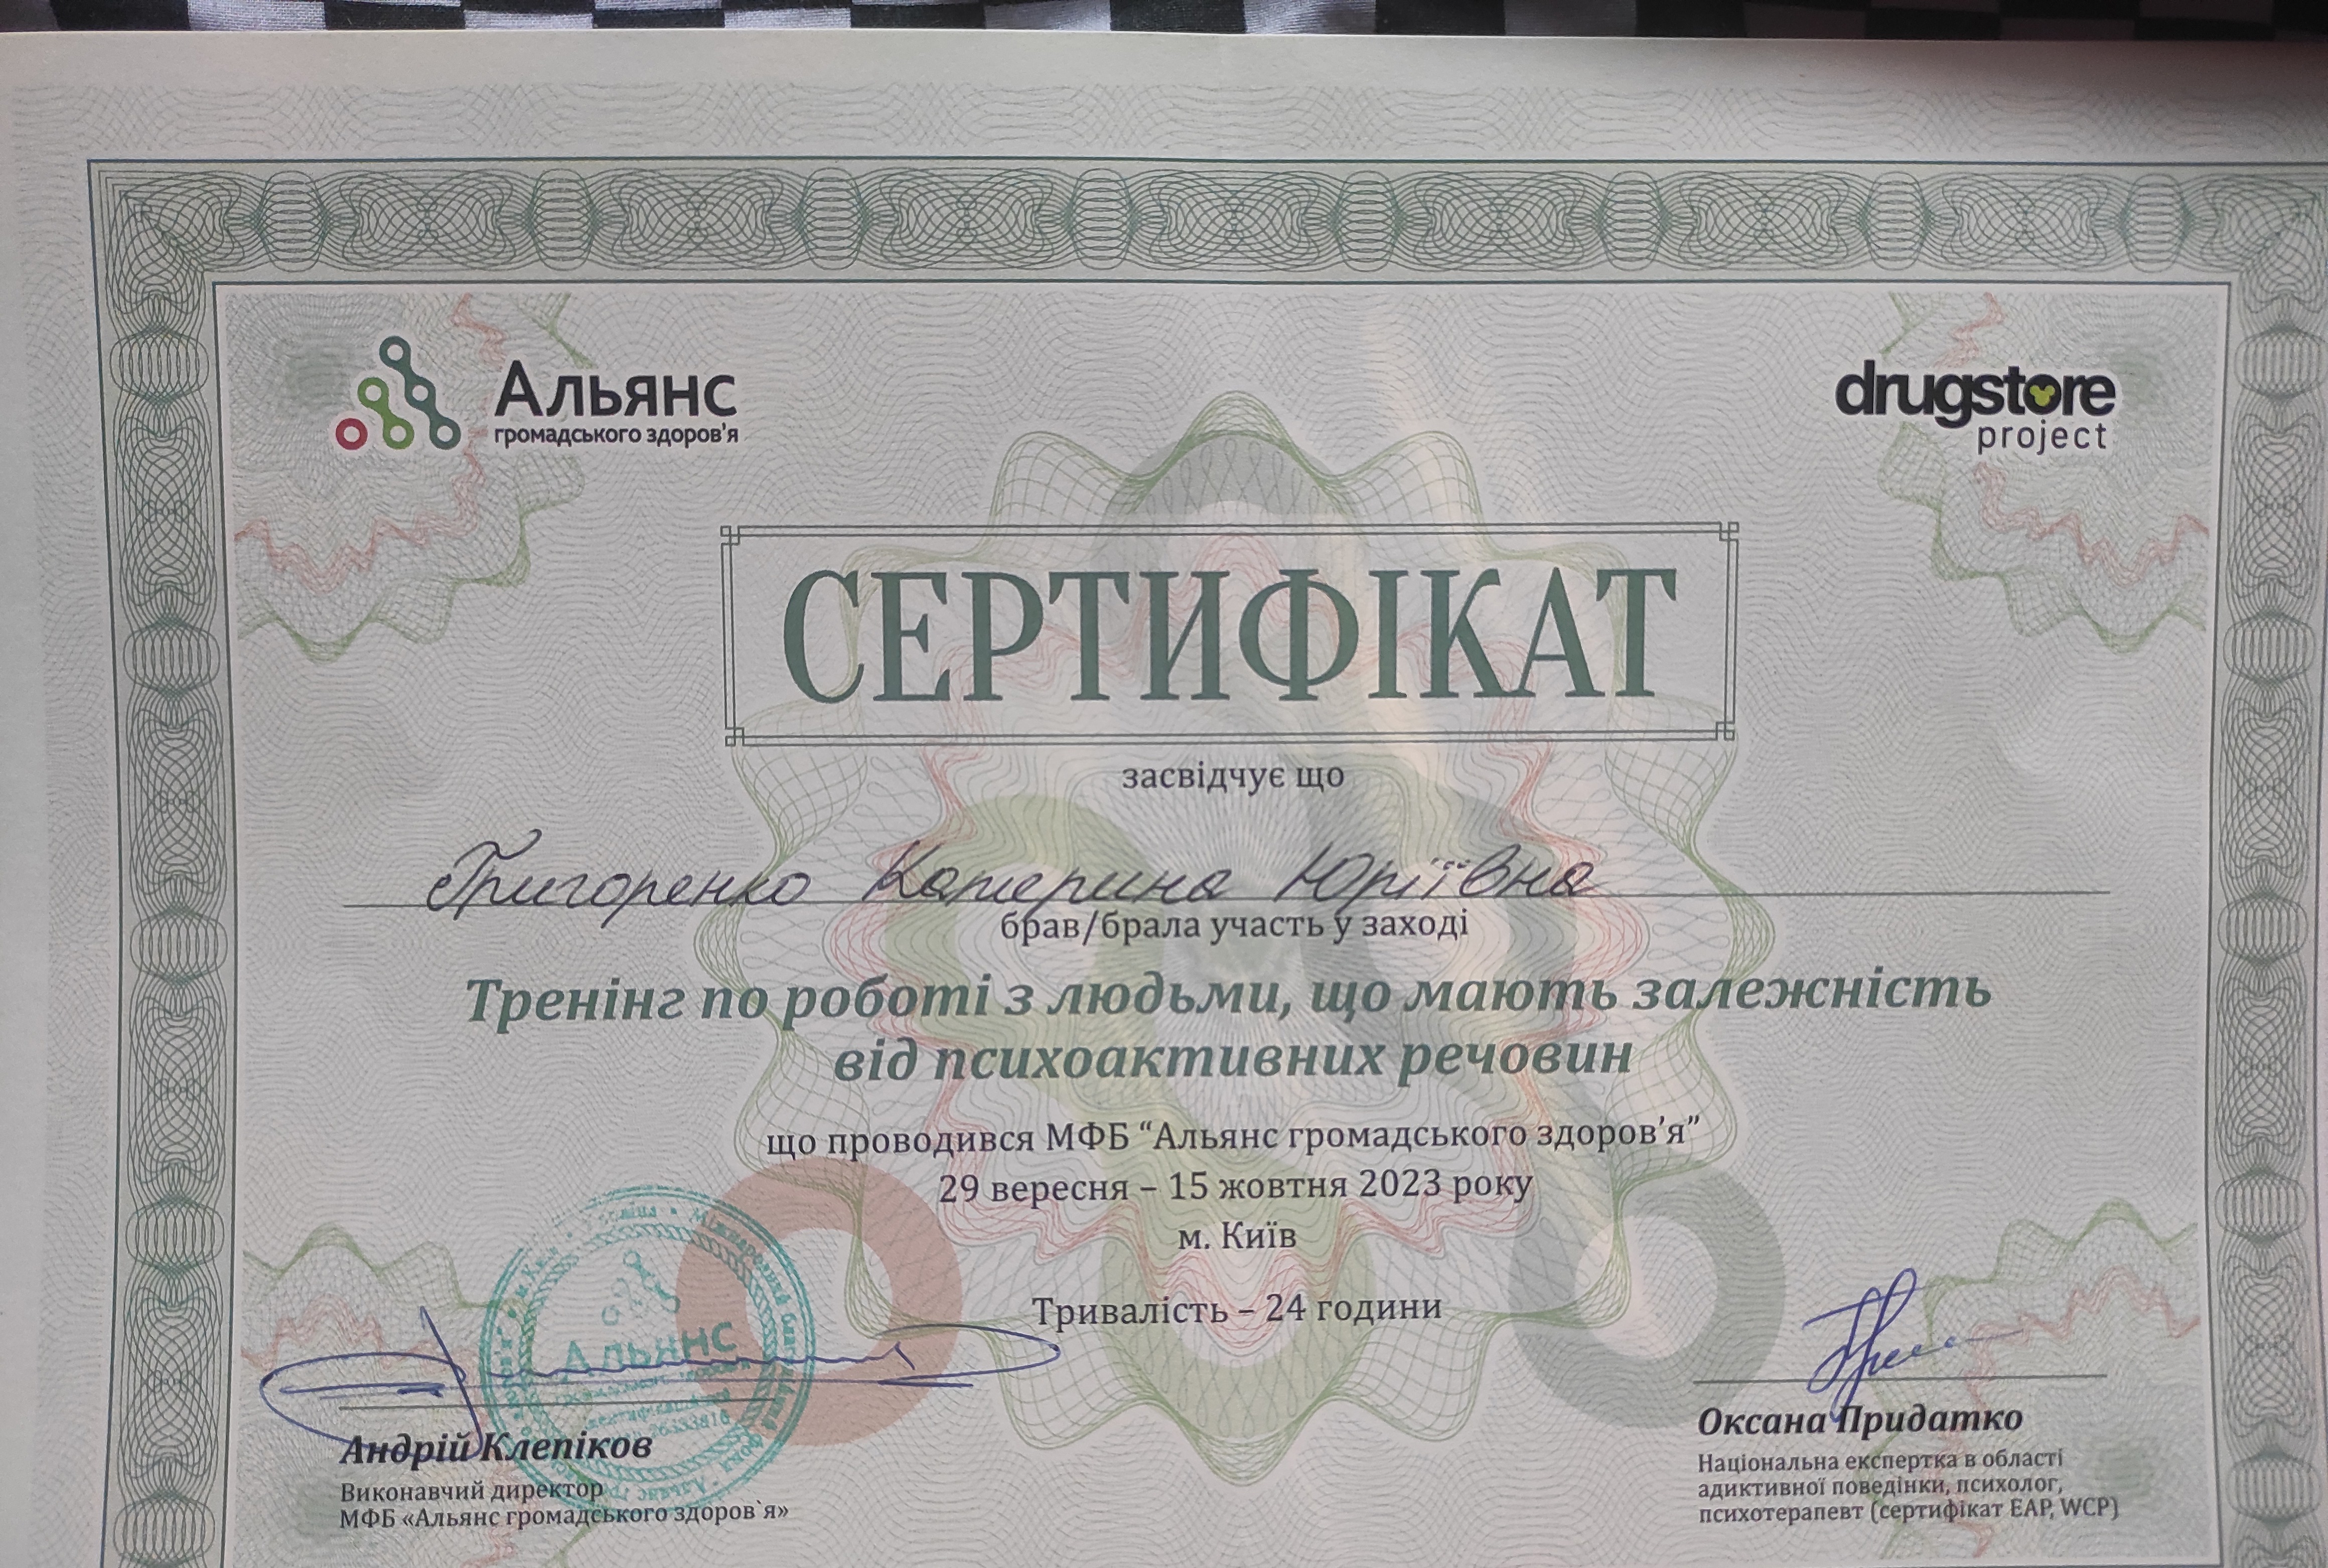 Альянс
громадського здоров'я
drugstore
project
СЕРТИФІКАТ
засвідчує що
Григоренко Катерина Юріївна
брав/брала участь у заході
Тренінг по роботі з людьми, що мають залежність
від психоактивних речовин
що проводився МФБ “Альянс громадського здоров’я”
29 вересня – 15 жовтня 2023 року
м. Київ
Тривалість – 24 години
Альянс
Андрій Клепіков
Виконавчий директор
МФБ «Альянс громадського здоров`я»
Оксана Придатко
Національна експертка в області
адиктивної поведінки, психолог,
психотерапевт (сертифікат EAP, WCP)